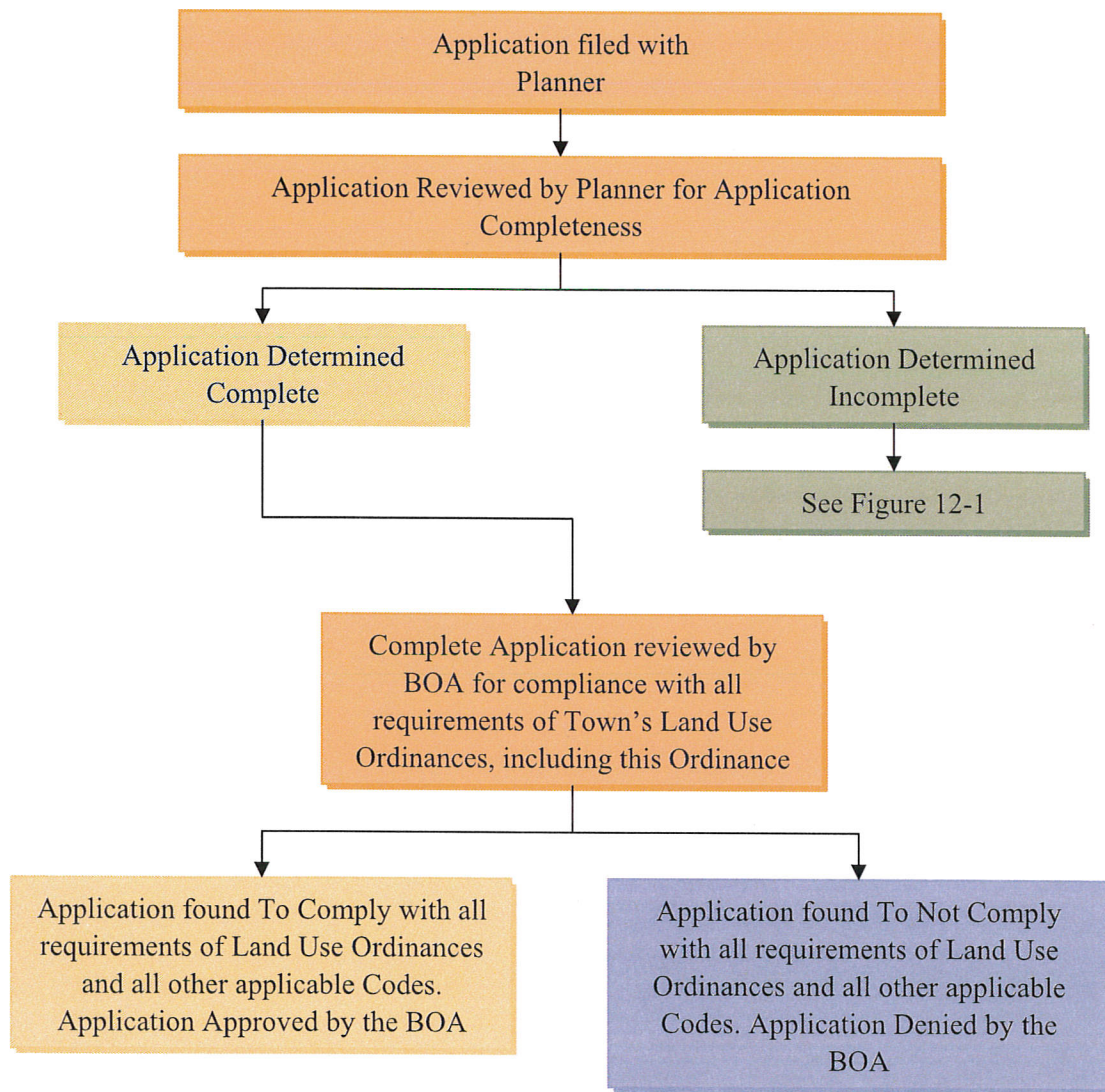 Application filed with
Planner
Application Reviewed by Planner for Application
Completeness
Application Determined
Complete
Application Determined
Incomplete
See Figure 12-1
Complete Application reviewed by
BOA for compliance with all
requirements of Town’s Land Use
Ordinances, including this Ordinance
Application found To Comply with all
requirements of Land Use Ordinances
and all other applicable Codes.
Application Approved by the BOA
Application found To Not Comply
with all requirements of Land Use
Ordinances and all other applicable
Codes. Application Denied by the
BOA